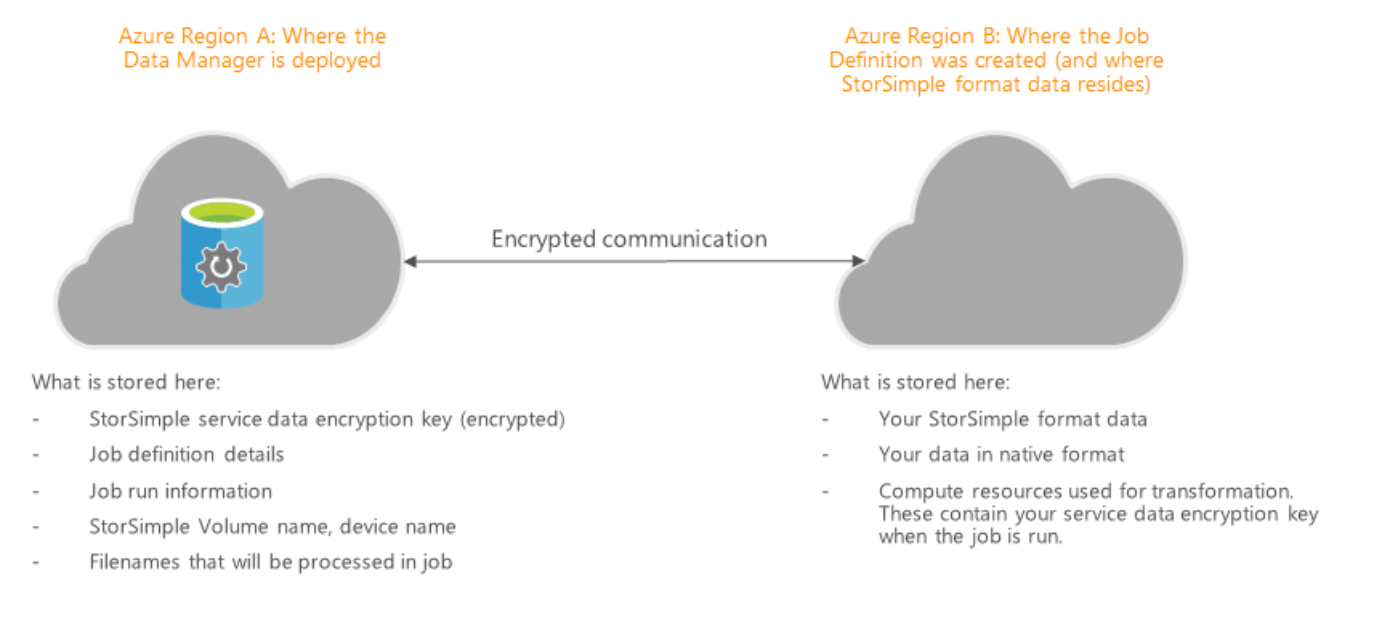 Azure Region A: Where the
Data Manager is deployed
Azure Region B: Where the Job
Definition was created (and where
StorSimple format data resides)
Encrypted communication
What is stored here:
- StorSimple service data encryption key (encrypted)
- Job definition details
- Job run information
- StorSimple Volume name, device name
- Filenames that will be processed in job
What is stored here:
- Your StorSimple format data
- Your data in native format
- Compute resources used for transformation.
These contain your service data encryption key
when the job is run.